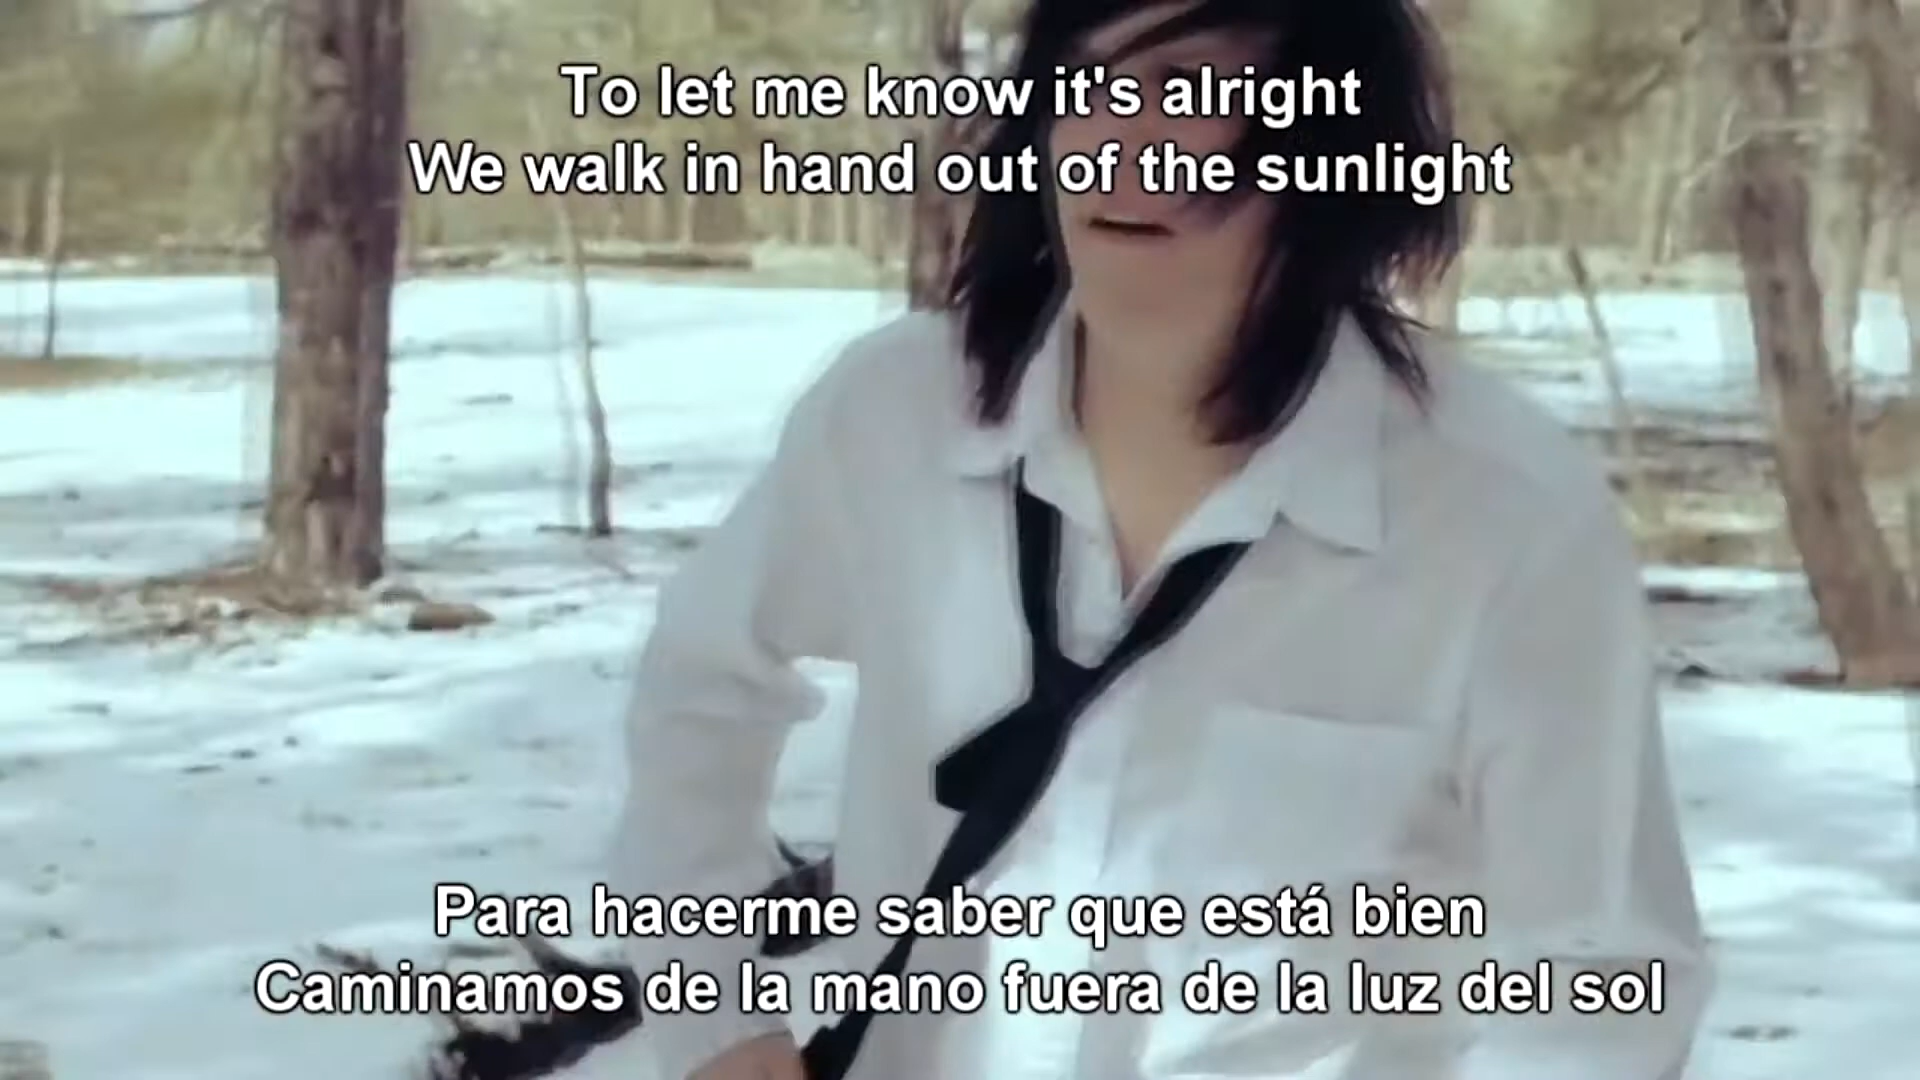 To let me know it's alright
We walk in hand out of the sunlight
Para hacerme saber que está bien
Caminamos de la mano fuera de la luz del sol